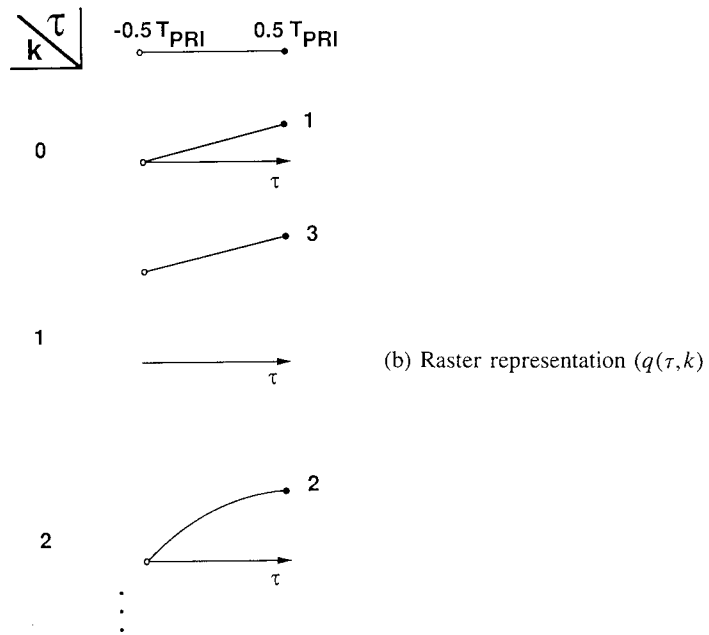 τ
k
-0.5 T_PRI 0.5 T_PRI
1
0
τ
3
1
τ
(b) Raster representation (q(τ,k)
2
2
τ